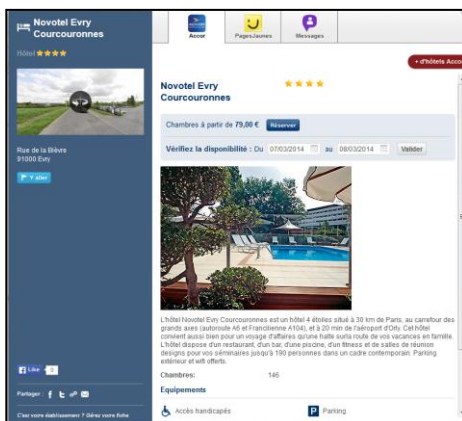 Novotel Evry
Courcouronnes
Hôtel
Rue de la Bièvre
91000 Evry
Y aller
Like 0
Partager :
C'est votre établissement ? Gérez votre fiche
Accor
PagesJaunes
Messages
+ d'hôtels Acco
Novotel Evry
Courcouronnes
Chambres à partir de 79,00 € Réserver
Vérifiez la disponibilité : Du 07/03/2014 au 08/03/2014 Valider
L'hôtel Novotel Evry Courcouronnes est un hôtel 4 étoiles situé à 30 km de Paris, au carrefour des
grands axes (autoroute A6 et Francilienne A104), et à 20 min de l'aéroport d'Orly. Cet hôtel
convient aussi bien pour un voyage d'affaires qu'une halte surla route de vos vacances en famille.
L'hôtel dispose d'un restaurant, d'un bar, d'une piscine, d'un fitness et de salles de réunion
designs pour vos séminaires jusqu'à 190 personnes dans un cadre contemporain. Parking
extérieur et wifi offerts.
Chambres: 146
Equipements
Accès handicapés
P Parking